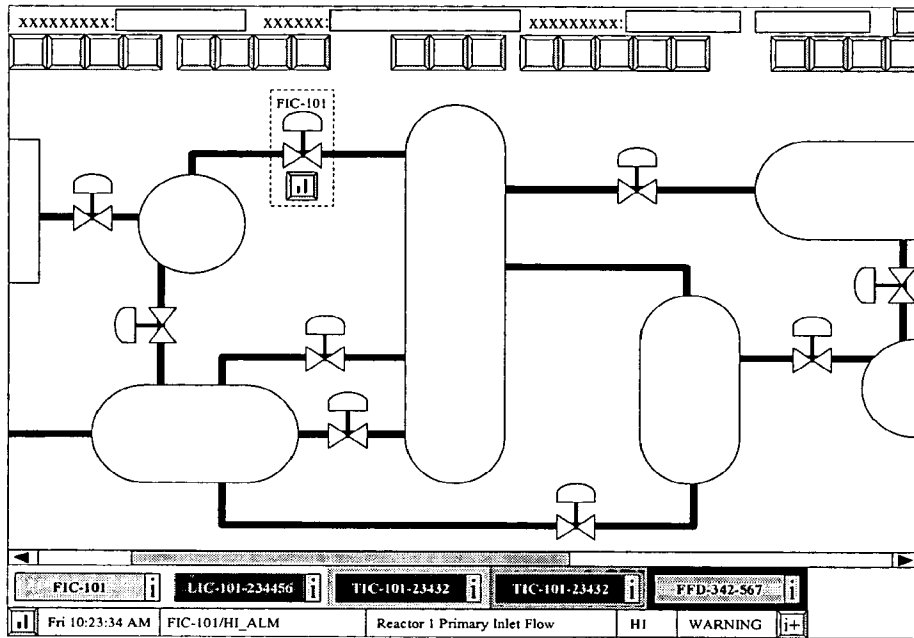 xxxxxxxxx: xxxxxx: xxxxxxxxx:
FIC-101
FIC-101 i LIC-101-234456 i TIC-101-23432 i TIC-101-23432 i FFD-342-567 i
Fri 10:23:34 AM FIC-101/HI_ALM Reactor 1 Primary Inlet Flow HI WARNING i+